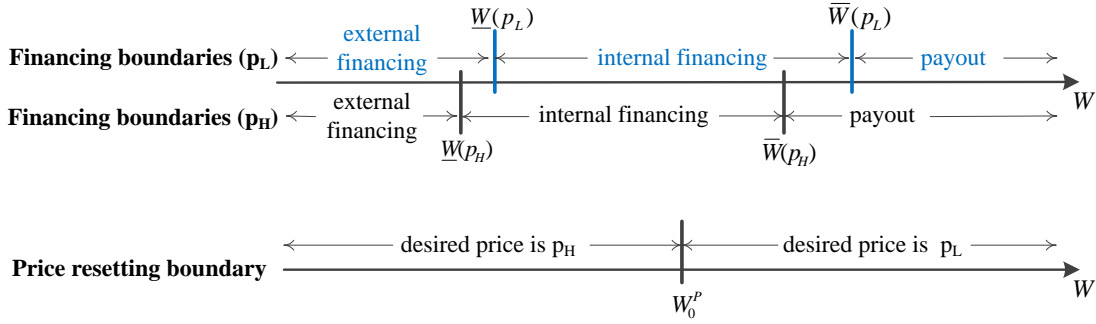 W(p_L) W̅(p_L)
external
financing
Financing boundaries (p_L) internal financing payout
W
Financing boundaries (p_H) external
financing internal financing payout
W(p_H) W̅(p_H)
desired price is p_H desired price is p_L
Price resetting boundary
W
W_0^P